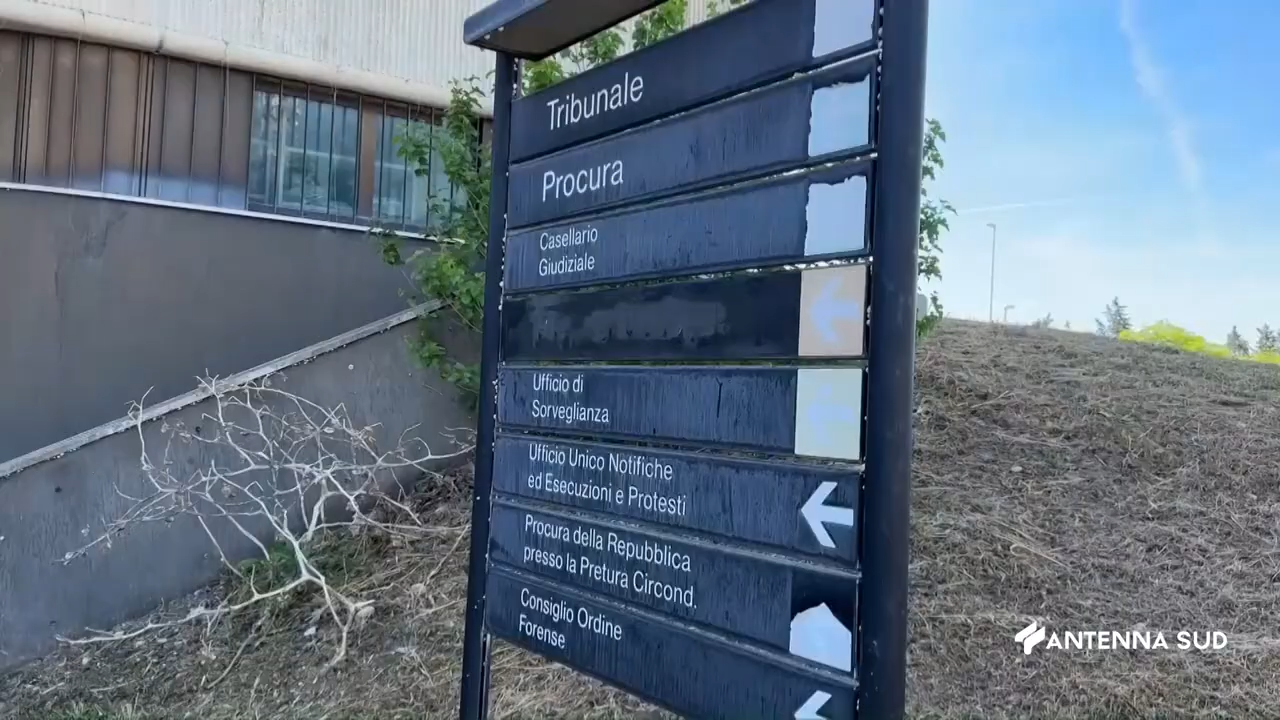 Tribunale
Procura
Casellario
Giudiziale
Ufficio di
Sorveglianza
Ufficio Unico Notifiche
ed Esecuzioni e Protesti
Procura della Repubblica
presso la Pretura Circond.
Consiglio Ordine
Forense
ANTENNA SUD